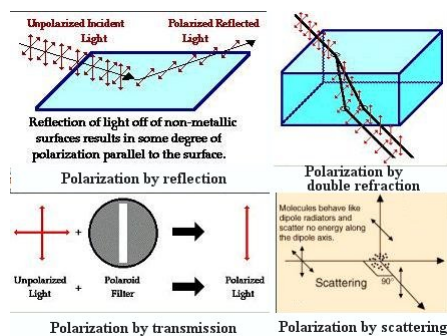 Unpolarized Incident Light
Polarized Reflected Light
Reflection of light off of non-metallic
surfaces results in some degree of
polarization parallel to the surface.
Polarization by reflection
Polarization by
double refraction
Unpolarized
Light
+
+
Polaroid
Filter
Polarized
Light
Polarization by transmission
Molecules behave like
dipole radiators and
scatter no energy along
the dipole axis.
Scattering
90°
Polarization by scattering